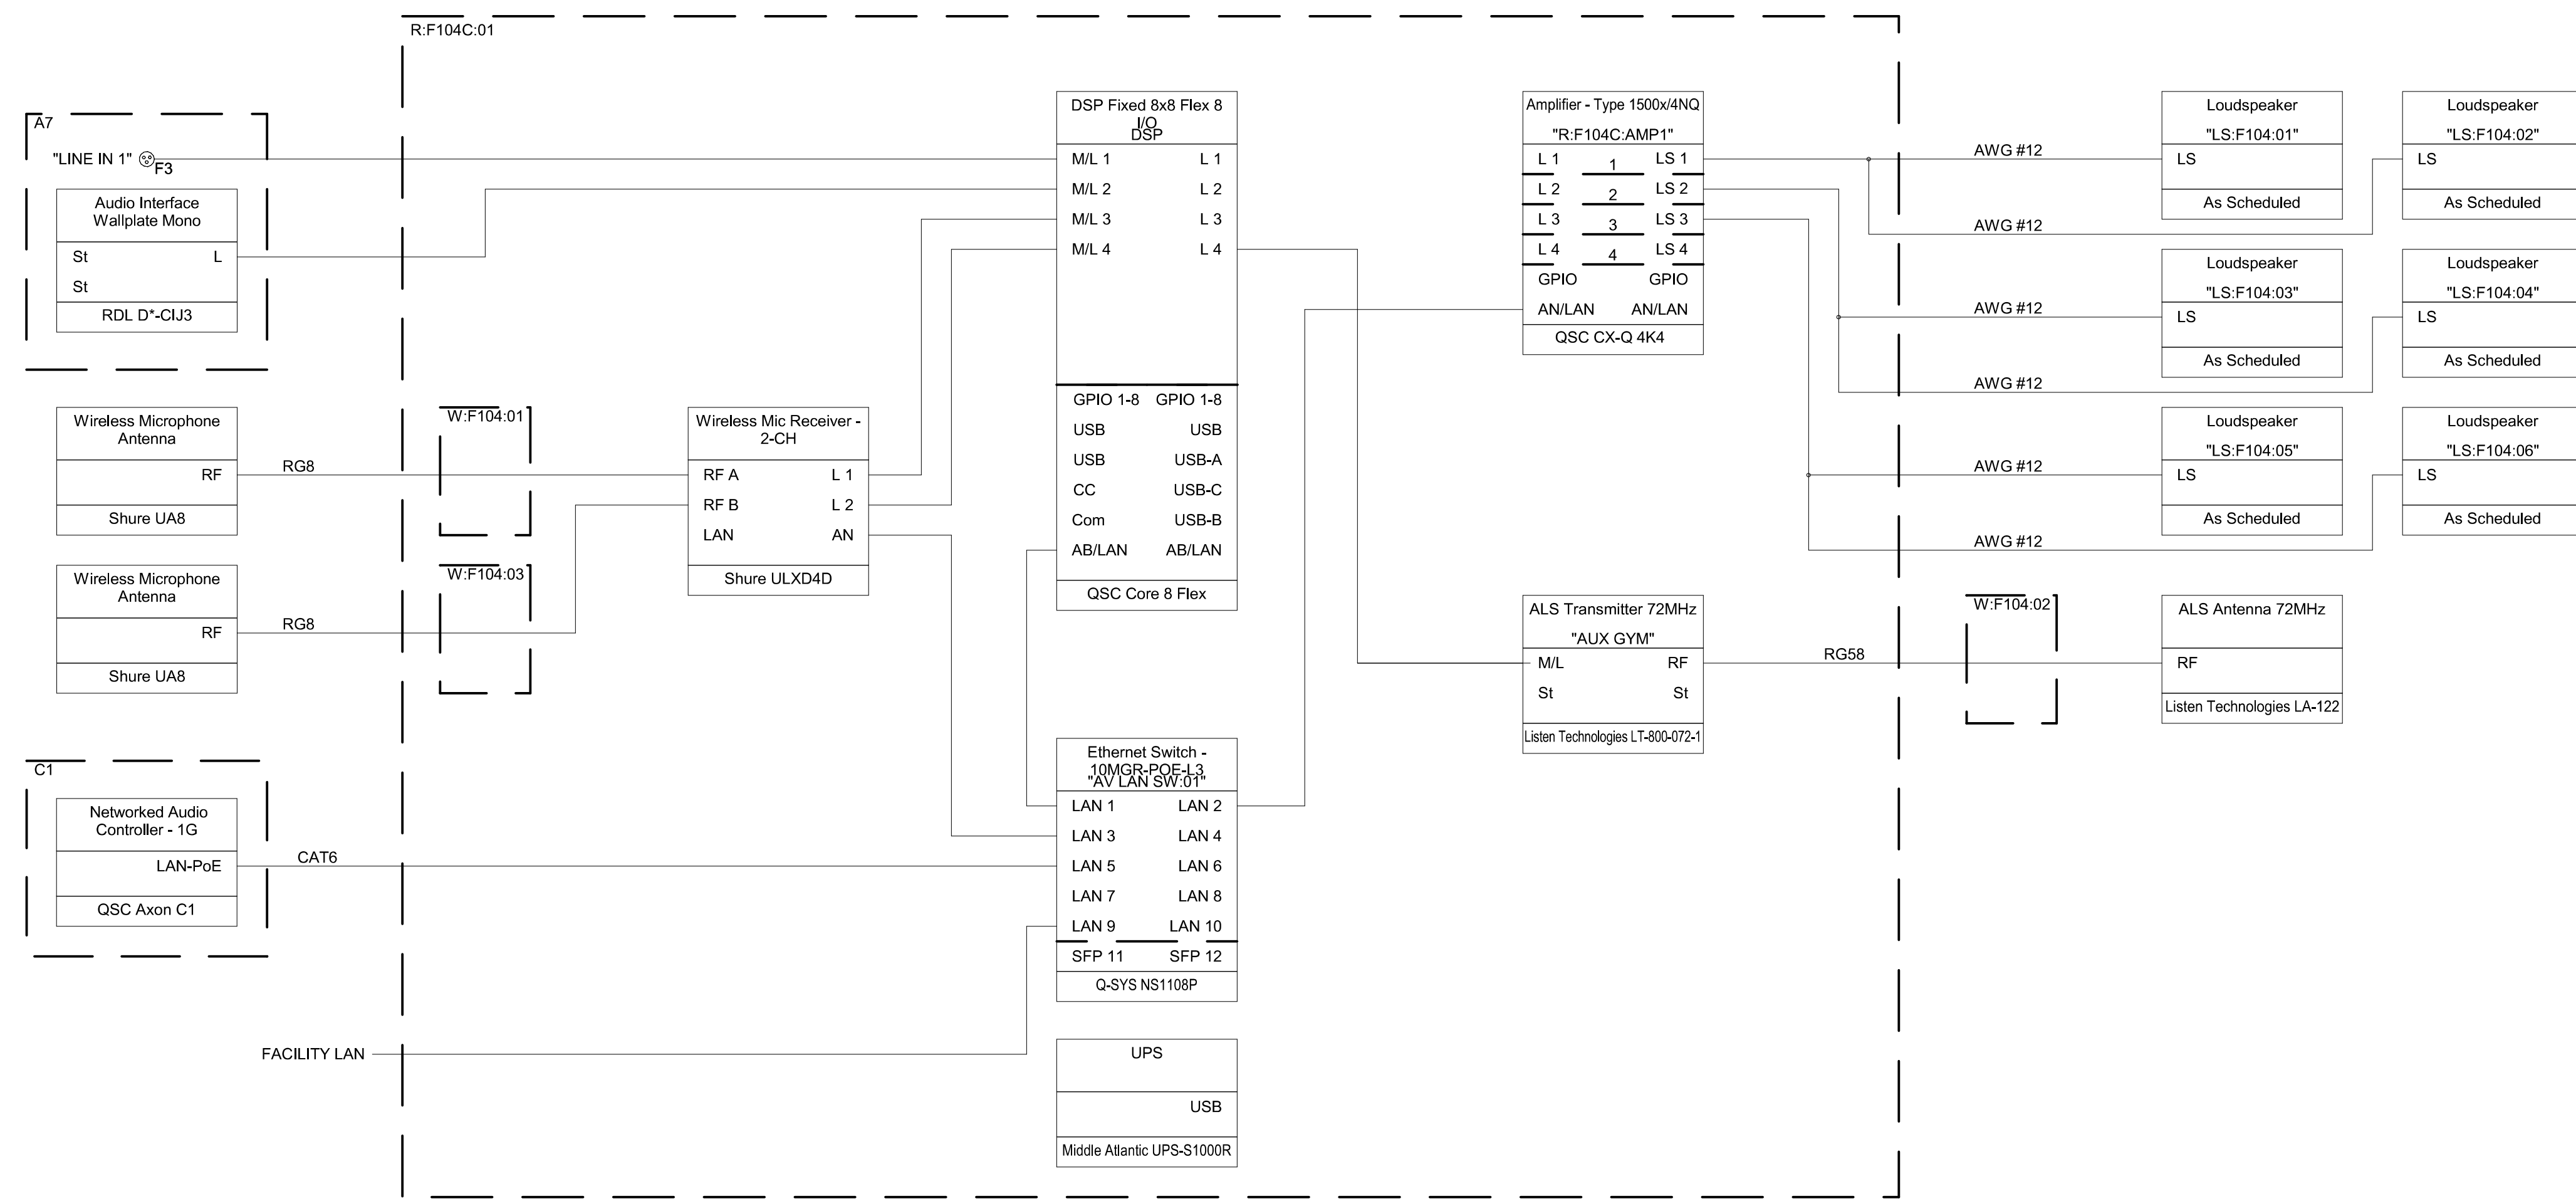 R:F104C:01
A7
"LINE IN 1" F3
Audio Interface
Wallplate Mono
St L
St
RDL D*-CIJ3
Wireless Microphone
Antenna
RF
Shure UA8
RG8
W:F104:01
Wireless Microphone
Antenna
RF
Shure UA8
RG8
W:F104:03
C1
Networked Audio
Controller - 1G
LAN-PoE
QSC Axon C1
CAT6
FACILITY LAN
Wireless Mic Receiver -
2-CH
RF A L 1
RF B L 2
LAN AN
Shure ULXD4D
DSP Fixed 8x8 Flex 8
I/O
DSP
M/L 1 L 1
M/L 2 L 2
M/L 3 L 3
M/L 4 L 4
GPIO 1-8 GPIO 1-8
USB USB
USB USB-A
CC USB-C
Com USB-B
AB/LAN AB/LAN
QSC Core 8 Flex
Ethernet Switch -
10MGR-POE-L3
"AV LAN SW:01"
LAN 1 LAN 2
LAN 3 LAN 4
LAN 5 LAN 6
LAN 7 LAN 8
LAN 9 LAN 10
SFP 11 SFP 12
Q-SYS NS1108P
UPS
USB
Middle Atlantic UPS-S1000R
Amplifier - Type 1500x/4NQ
"R:F104C:AMP1"
L 1 1 LS 1
L 2 2 LS 2
L 3 3 LS 3
L 4 4 LS 4
GPIO GPIO
AN/LAN AN/LAN
QSC CX-Q 4K4
ALS Transmitter 72MHz
"AUX GYM"
M/L RF
St St
Listen Technologies LT-800-072-1
RG58
W:F104:02
ALS Antenna 72MHz
RF
Listen Technologies LA-122
AWG #12
AWG #12
AWG #12
AWG #12
AWG #12
AWG #12
Loudspeaker
"LS:F104:01"
LS
As Scheduled
Loudspeaker
"LS:F104:02"
LS
As Scheduled
Loudspeaker
"LS:F104:03"
LS
As Scheduled
Loudspeaker
"LS:F104:04"
LS
As Scheduled
Loudspeaker
"LS:F104:05"
LS
As Scheduled
Loudspeaker
"LS:F104:06"
LS
As Scheduled